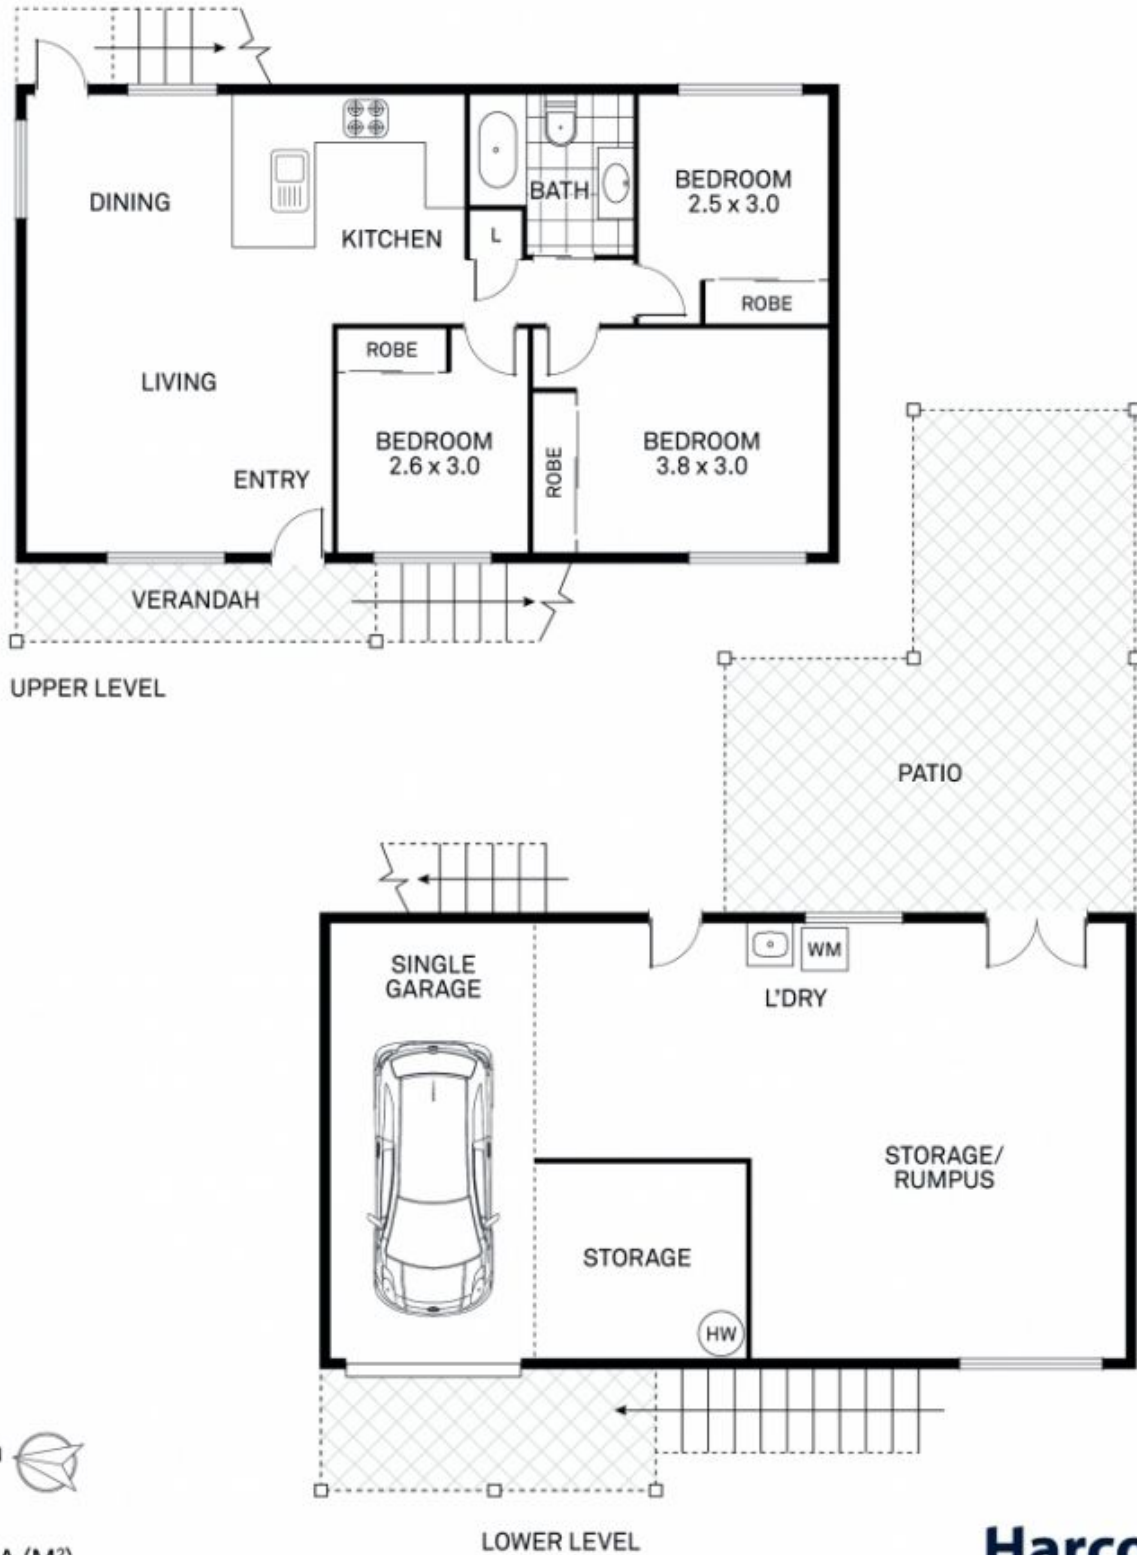 DINING
KITCHEN
L
BATH
BEDROOM
2.5 x 3.0
ROBE
LIVING
ROBE
BEDROOM
2.6 x 3.0
ROBE
BEDROOM
3.8 x 3.0
ENTRY
VERANDAH
UPPER LEVEL
PATIO
SINGLE
GARAGE
WM
L'DRY
STORAGE/
RUMPUS
STORAGE
HW
LOWER LEVEL